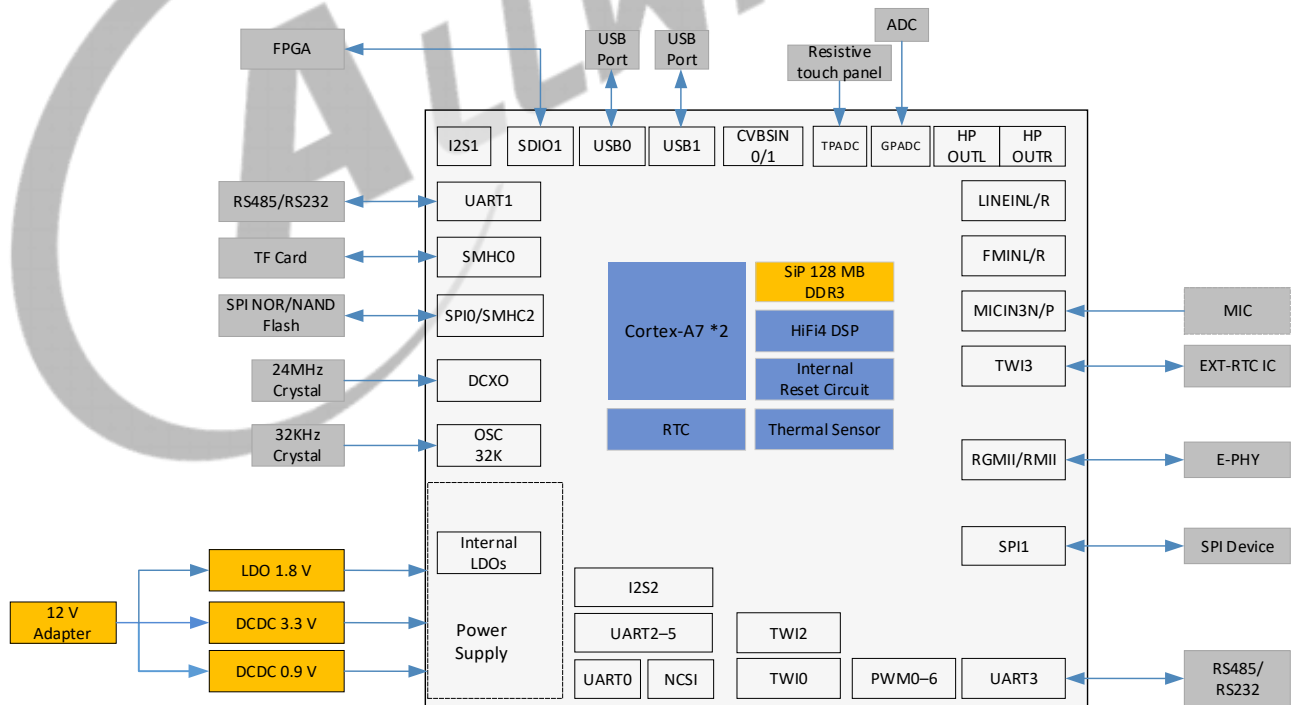 ALLW
ADC
FPGA
USB
Port
USB
Port
Resistive
touch panel
I2S1
SDIO1
USB0
USB1
CVBSIN
0/1
TPADC
GPADC
HP
OUTL
HP
OUTR
RS485/RS232
UART1
LINEINL/R
TF Card
SMHC0
FMINL/R
SiP 128 MB
DDR3
SPI NOR/NAND
Flash
SPI0/SMHC2
Cortex-A7 *2
HiFi4 DSP
MICIN3N/P
MIC
24MHz
Crystal
DCXO
Internal
Reset Circuit
TWI3
EXT-RTC IC
32KHz
Crystal
OSC
32K
RTC
Thermal Sensor
RGMII/RMII
E-PHY
Internal
LDOs
SPI1
SPI Device
LDO 1.8 V
I2S2
12 V
Adapter
DCDC 3.3 V
Power
Supply
UART2–5
TWI2
DCDC 0.9 V
UART0
NCSI
TWI0
PWM0–6
UART3
RS485/
RS232